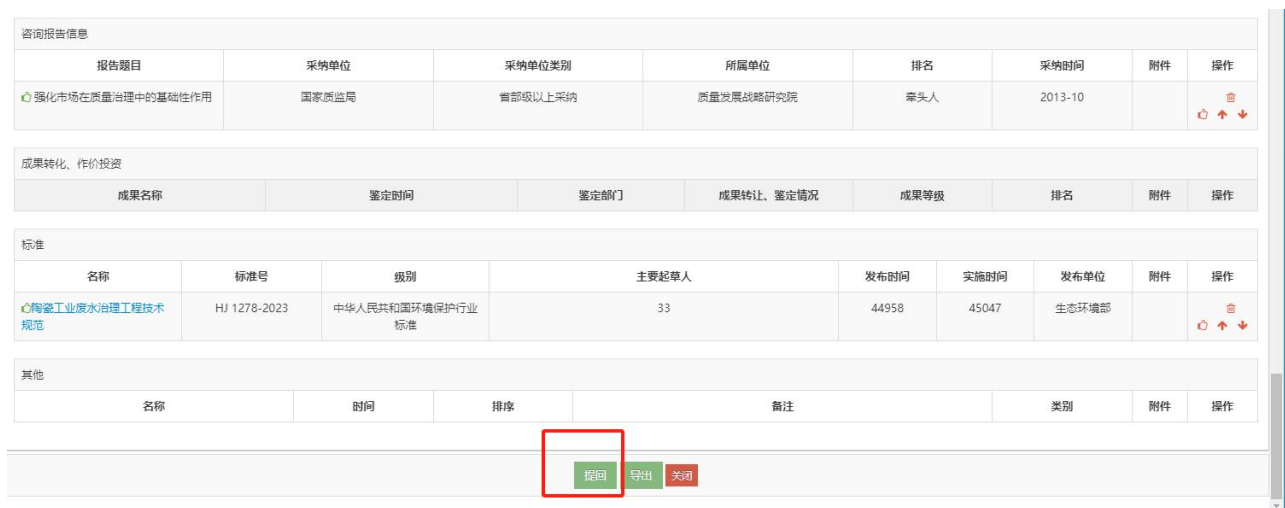 咨询报告信息
报告题目 采纳单位 采纳单位类别 所属单位 排名 采纳时间 附件 操作
强化市场在质量治理中的基础性作用 国家质监局 省部级以上采纳 质量发展战略研究院 牵头人 2013-10
成果转化、作价投资
成果名称 鉴定时间 鉴定部门 成果转让、鉴定情况 成果等级 排名 附件 操作
标准
名称 标准号 级别 主要起草人 发布时间 实施时间 发布单位 附件 操作
陶瓷工业废水治理工程技术 HJ 1278-2023 中华人民共和国环境保护行业 33 44958 45047 生态环境部
规范 标准
其他
名称 时间 排序 备注 类别 附件 操作
提回 导出 关闭